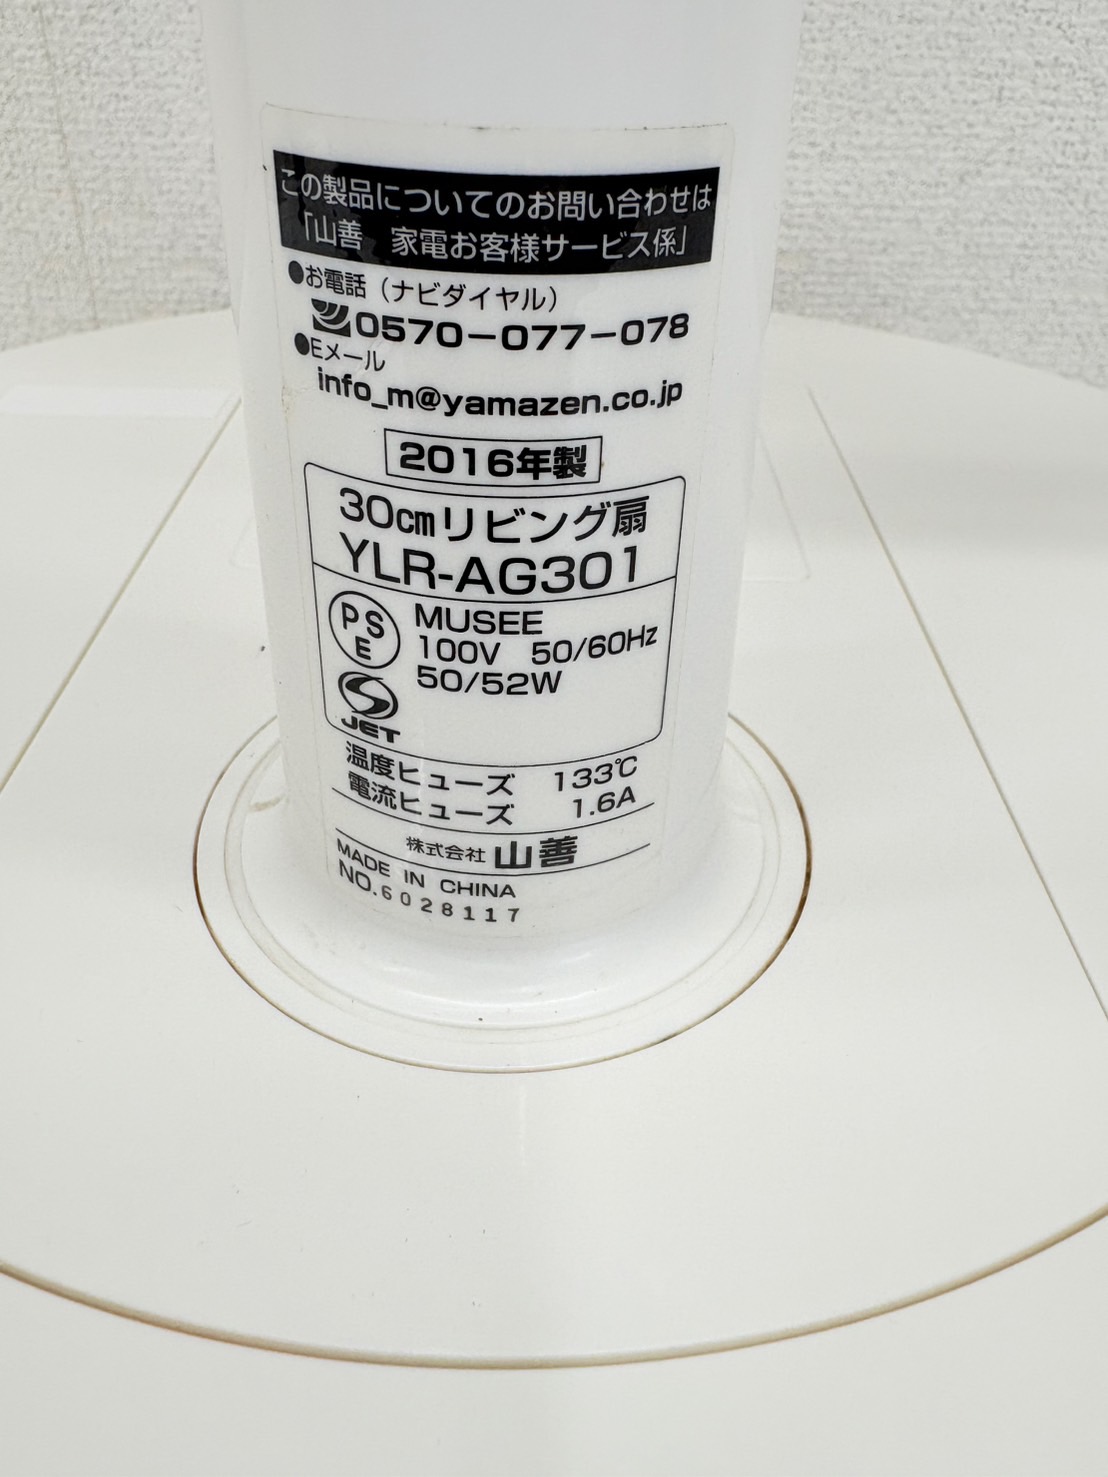 この製品についてのお問い合わせは
「山善 家電お客様サービス係」
●お電話（ナビダイヤル）
0570-077-078
●Eメール
info_m@yamazen.co.jp
2016年製
30cmリビング扇
YLR-AG301
PSE
MUSEE
100V 50/60Hz
50/52W
JET
温度ヒューズ 133℃
電流ヒューズ 1.6A
株式会社 山善
MADE IN CHINA
NO.6028117